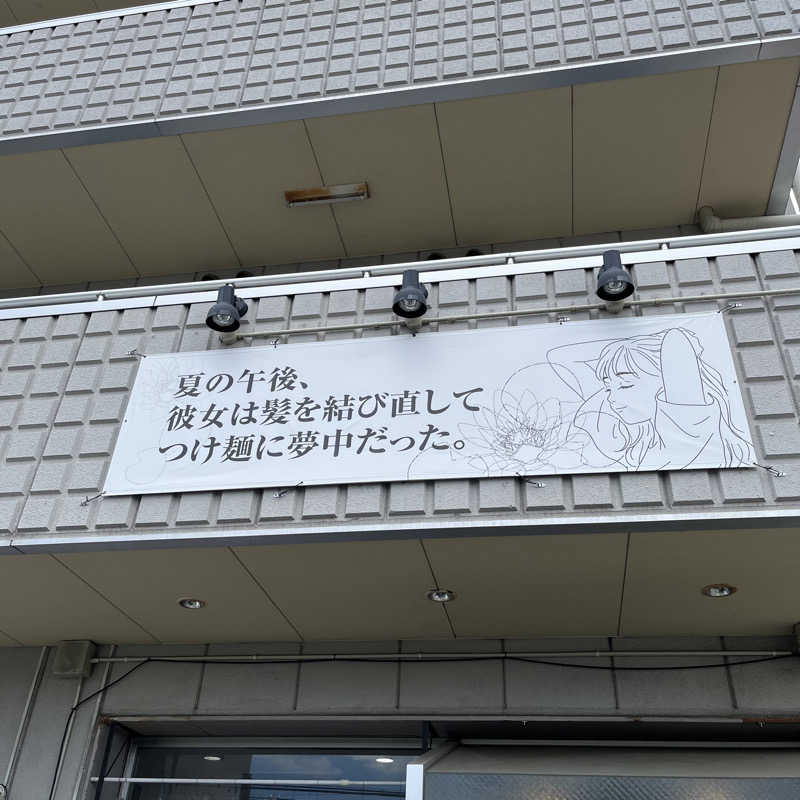 夏の午後、
彼女は髪を結び直して
つけ麺に夢中だった。